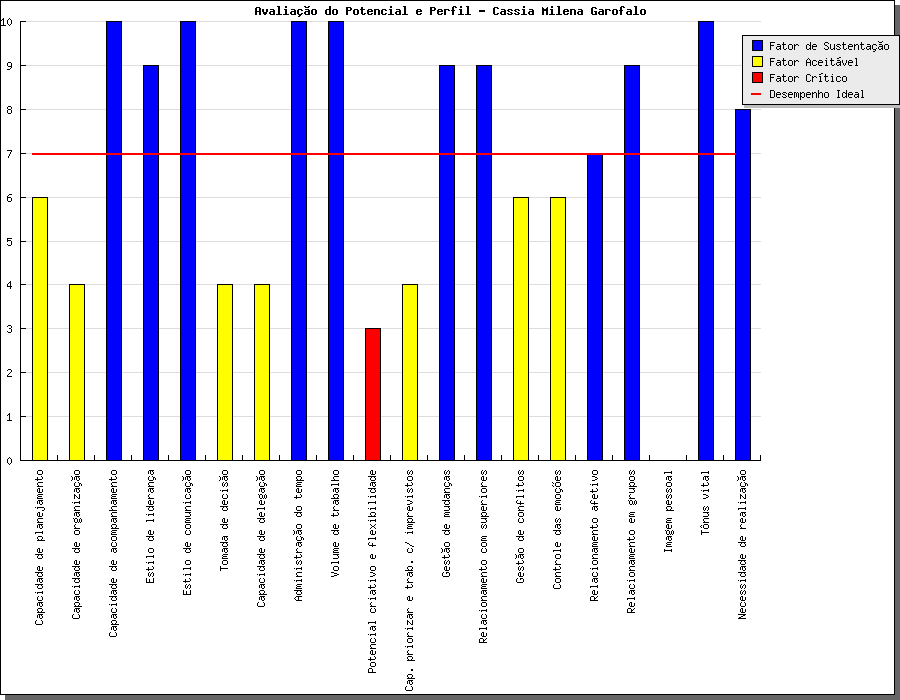 Avaliação do Potencial e Perfil - Cassia Milena Garofalo
Fator de Sustentação
Fator Aceitável
Fator Crítico
Desempenho Ideal
10
9
8
7
6
5
4
3
2
1
0
Capacidade de planejamento
Capacidade de organização
Capacidade de acompanhamento
Estilo de liderança
Estilo de comunicação
Tomada de decisão
Capacidade de delegação
Administração do tempo
Volume de trabalho
Potencial criativo e flexibilidade
Cap. priorizar e trab. c/ imprevistos
Gestão de mudanças
Relacionamento com superiores
Gestão de conflitos
Controle das emoções
Relacionamento afetivo
Relacionamento em grupos
Imagem pessoal
Tônus vital
Necessidade de realização